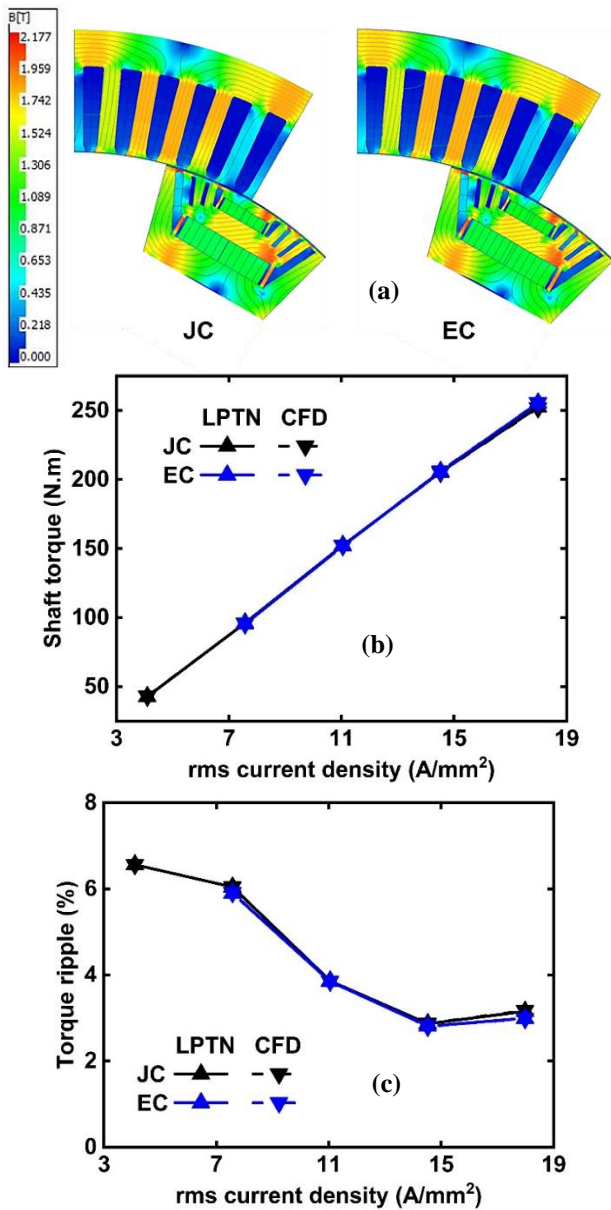 B[T]
2.177
1.959
1.742
1.524
1.306
1.089
0.871
0.653
0.435
0.218
0.000
(a)
JC
EC
LPTN CFD
JC
EC
250
200
150
100
50
Shaft torque (N.m)
(b)
3 7 11 15 19
rms current density (A/mm²)
8
6
4
2
0
Torque ripple (%)
LPTN CFD
JC
EC
(c)
3 7 11 15 19
rms current density (A/mm²)